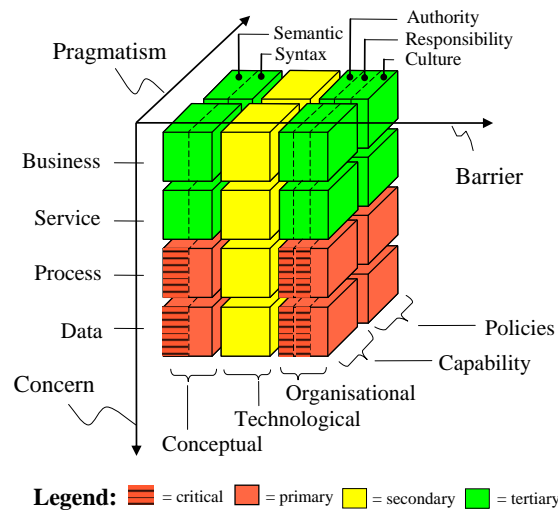 Semantic
Syntax
Authority
Responsibility
Culture
Pragmatism
Business
Service
Process
Data
Barrier
Concern
Policies
Capability
Organisational
Technological
Conceptual
Legend: = critical = primary = secondary = tertiary